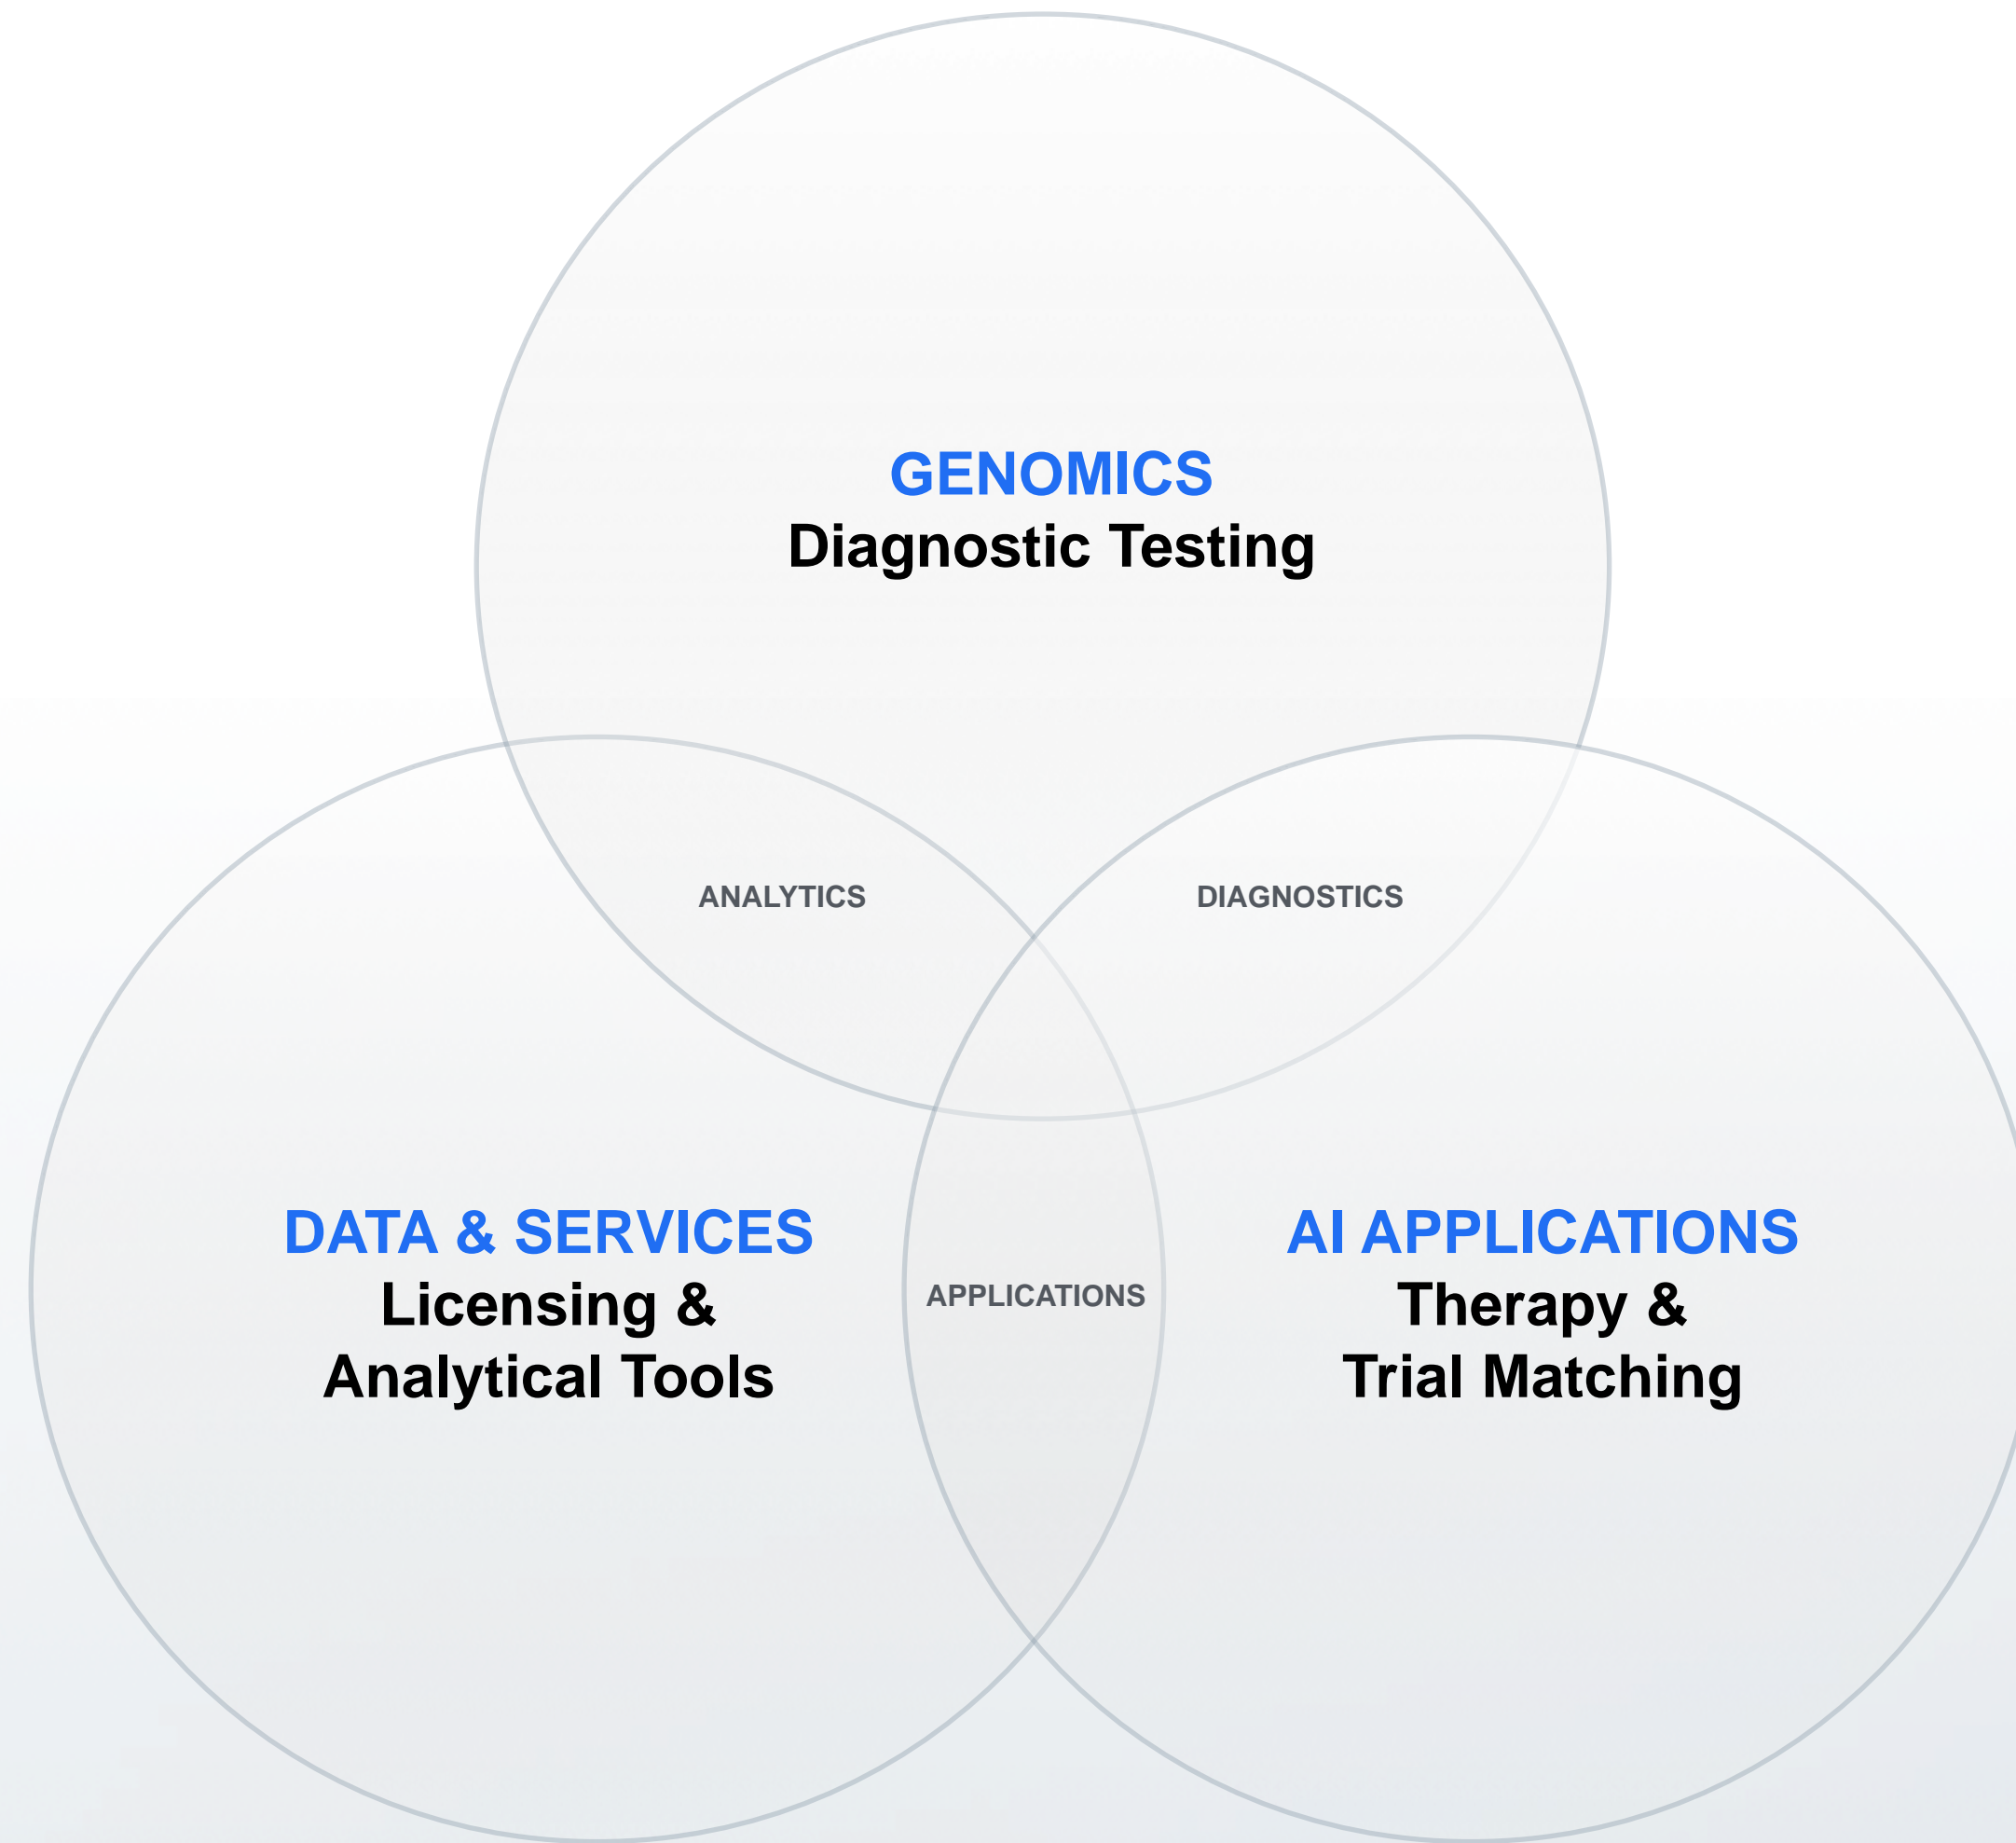 GENOMICS
Diagnostic Testing
ANALYTICS
DIAGNOSTICS
DATA & SERVICES
Licensing &
Analytical Tools
APPLICATIONS
AI APPLICATIONS
Therapy &
Trial Matching